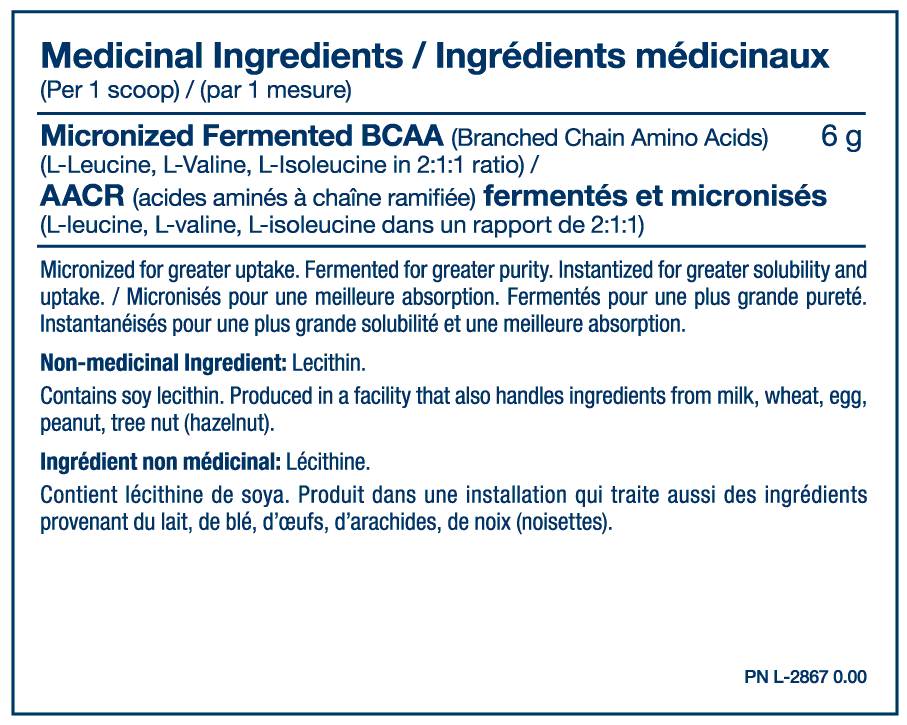 Medicinal Ingredients / Ingrédients médicinaux
(Per 1 scoop) / (par 1 mesure)
Micronized Fermented BCAA (Branched Chain Amino Acids) 6 g
(L-Leucine, L-Valine, L-Isoleucine in 2:1:1 ratio) /
AACR (acides aminés à chaîne ramifiée) fermentés et micronisés
(L-leucine, L-valine, L-isoleucine dans un rapport de 2:1:1)
Micronized for greater uptake. Fermented for greater purity. Instantized for greater solubility and
uptake. / Micronisés pour une meilleure absorption. Fermentés pour une plus grande pureté.
Instantanéisés pour une plus grande solubilité et une meilleure absorption.
Non-medicinal Ingredient: Lecithin.
Contains soy lecithin. Produced in a facility that also handles ingredients from milk, wheat, egg,
peanut, tree nut (hazelnut).
Ingrédient non médicinal: Lécithine.
Contient lécithine de soya. Produit dans une installation qui traite aussi des ingrédients
provenant du lait, de blé, d’œufs, d’arachides, de noix (noisettes).
PN L-2867 0.00